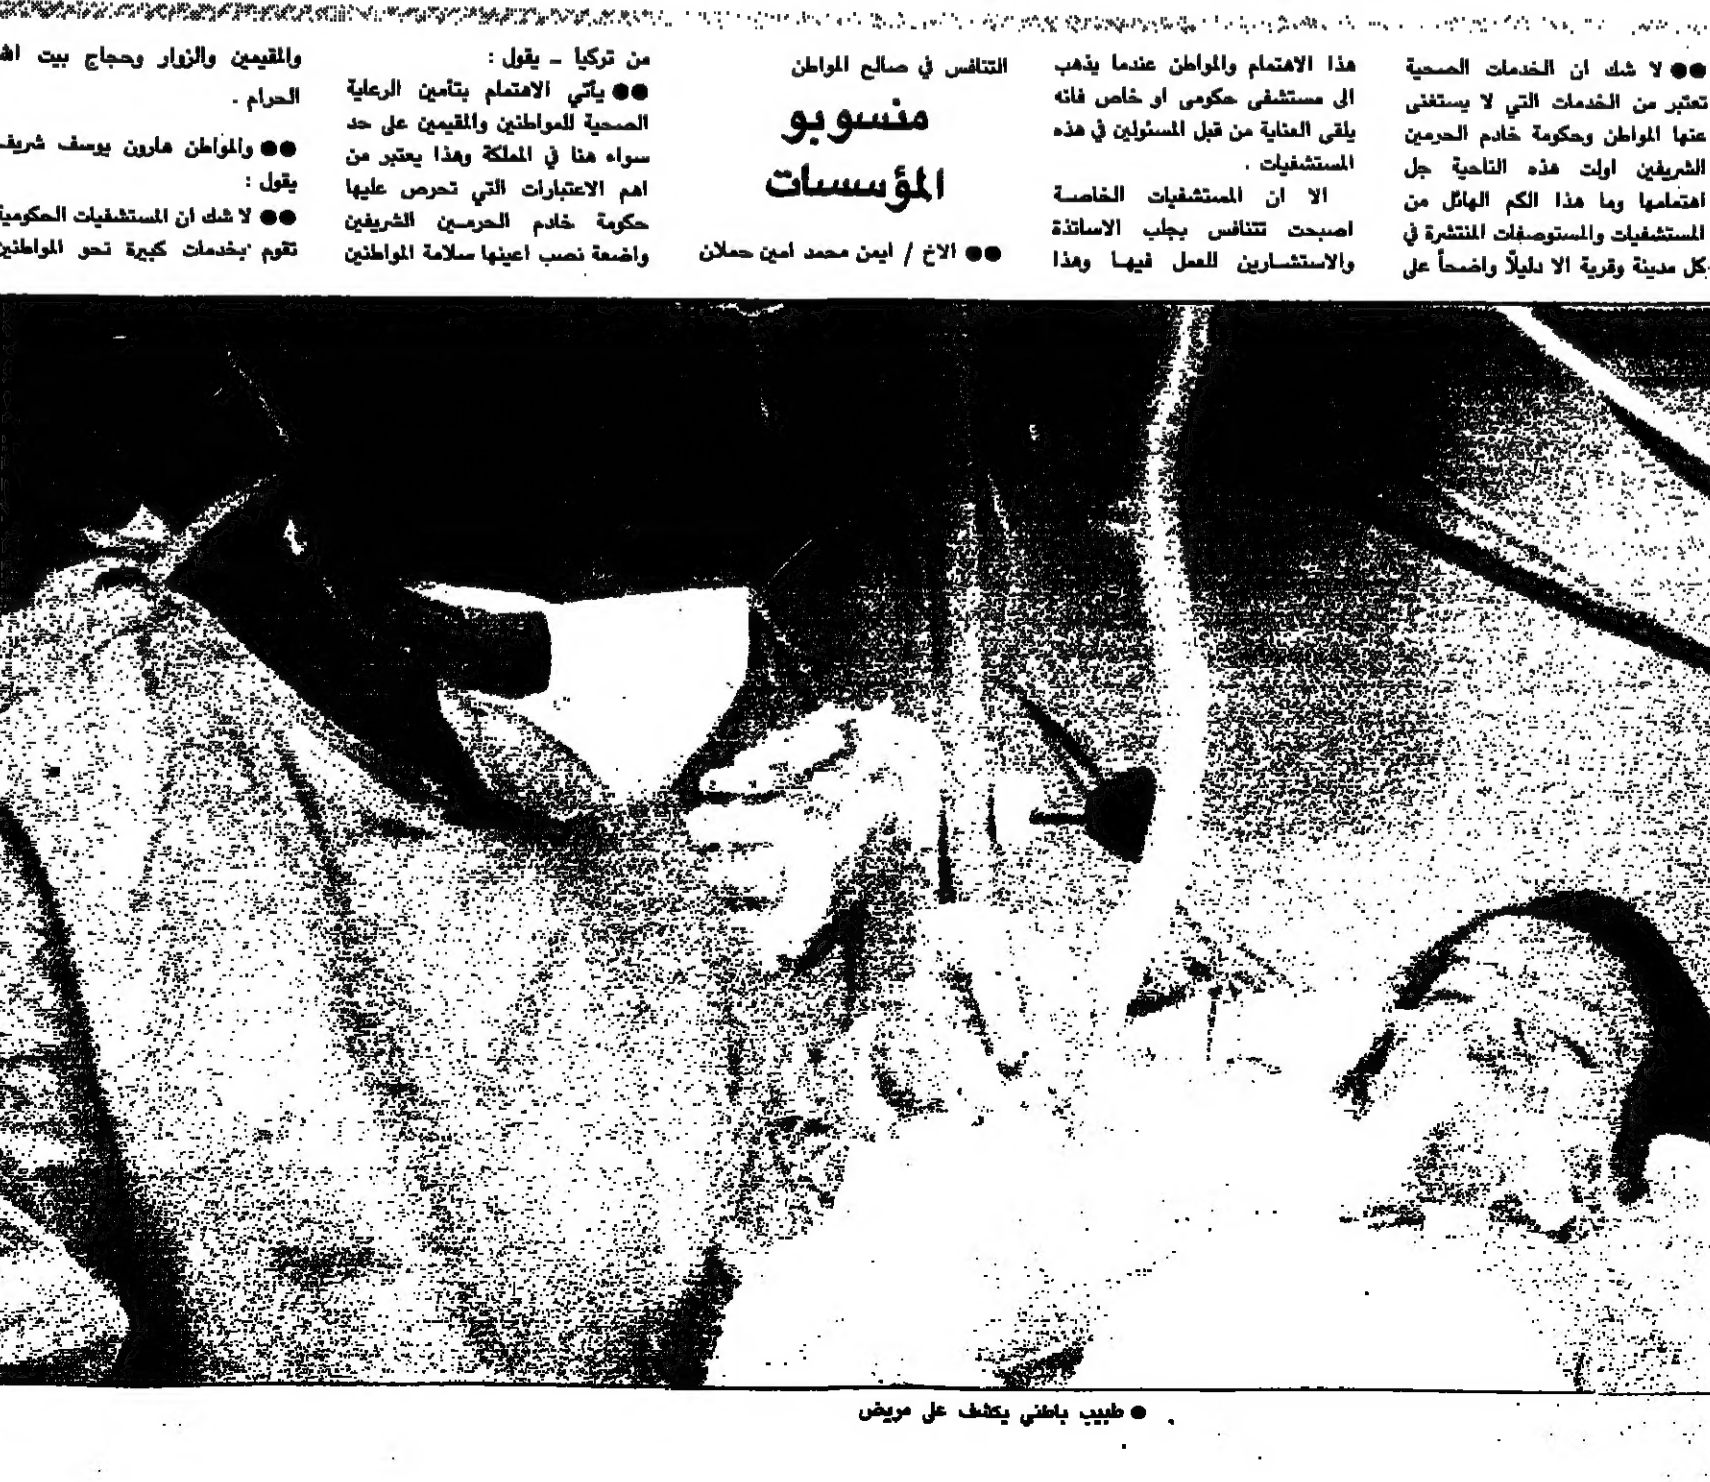 ●● لا شك ان الخدمات الصحية
تعتبر من الخدمات التي لا يستغنى
عنها المواطن وحكومة خادم الحرمين
الشريفين اولت هذه الناحية جل
اهتمامها وما هذا الكم الهائل من
المستشفيات والمستوصفات المنتشرة في
كل مدينة وقرية الا دليلاً واضحاً على
هذا الاهتمام والمواطن عندما يذهب
الى مستشفى حكومى او خاص فانه
يلقى العناية من قبل المسئولين في هذه
المستشفيات .
الا ان المستشفيات الخاصة
اصبحت تتنافس بجلب الاساتذة
والاستشارين للعمل فيها وهذا
التنافس في صالح المواطن
منسوبو
المؤسسات
●● الاخ / ايمن محمد امين حملان
من تركيا - يقول :
●● يأتي الاهتمام بتأمين الرعاية
الصحية للمواطنين والمقيمين على حد
سواء هنا في المملكة وهذا يعتبر من
اهم الاعتبارات التي تحرص عليها
حكومة خادم الحرمين الشريفين
واضعة نصب اعينها سلامة المواطنين
والمقيمين والزوار وحجاج بيت الله
الحرام .
●● والمواطن هارون يوسف شريف
يقول :
●● لا شك ان المستشفيات الحكومية
تقوم بخدمات كبيرة نحو المواطنين
● طبيب باطني يكشف على مريض